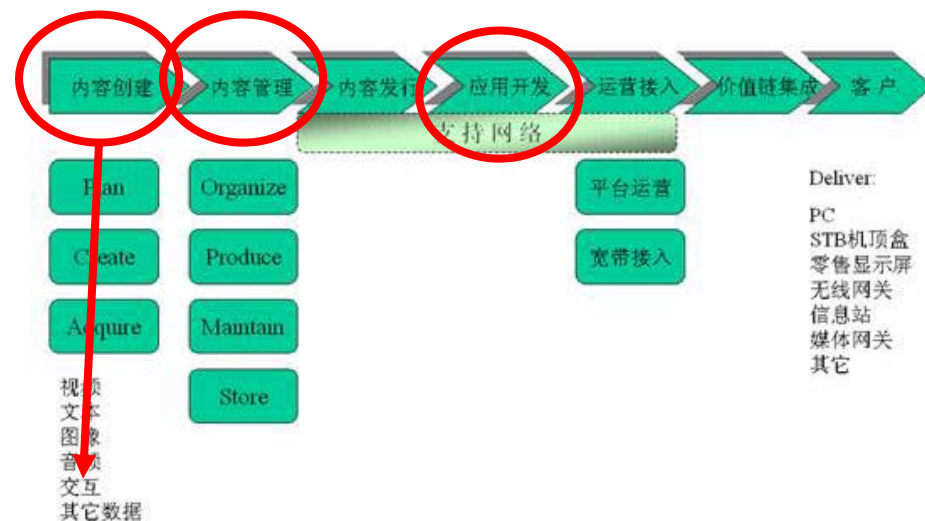 内容创建
内容管理
内容发行
应用开发
运营接入
价值链集成
客户
支持网络
Plan
Create
Acquire
视频
文本
图像
音频
交互
其它数据
Organize
Produce
Maintain
Store
平台运营
宽带接入
Deliver:
PC
STB机顶盒
零售显示屏
无线网关
信息站
媒体网关
其它